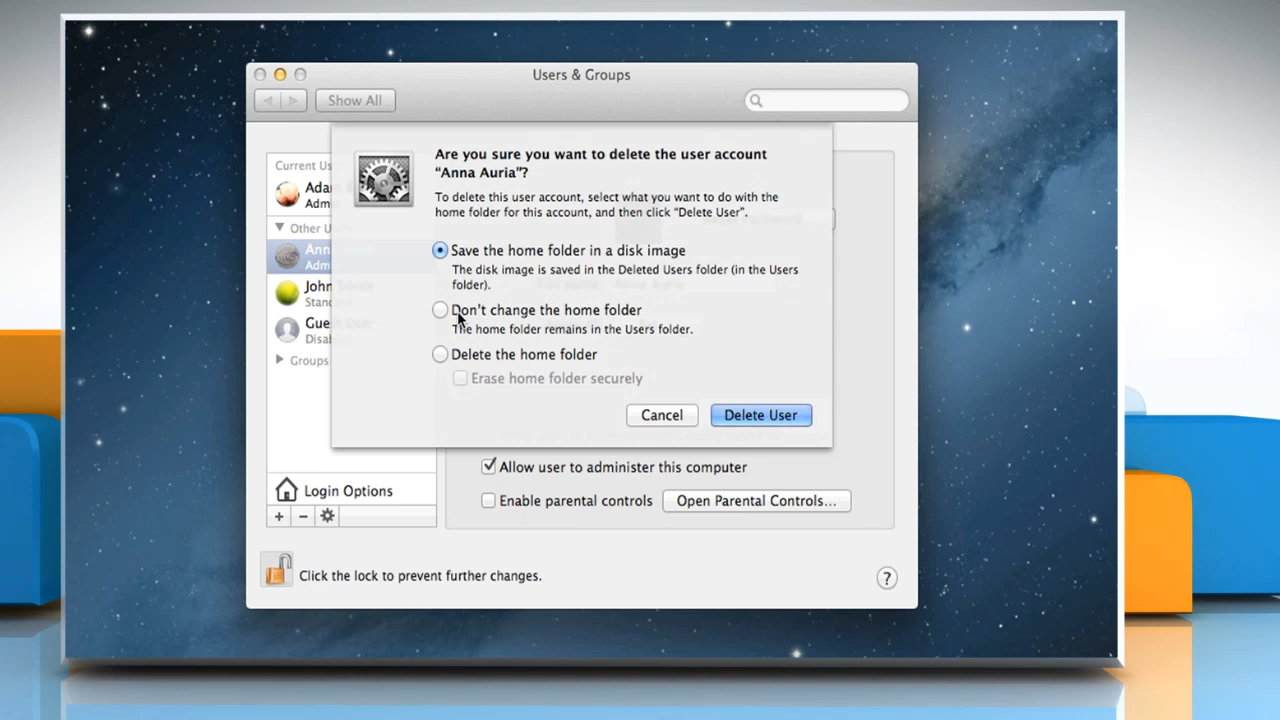 Users & Groups
Show All
Are you sure you want to delete the user account
“Anna Auria”?
To delete this user account, select what you want to do with the
home folder for this account, and then click “Delete User”.
Save the home folder in a disk image
The disk image is saved in the Deleted Users folder (in the Users
folder).
Don't change the home folder
The home folder remains in the Users folder.
Delete the home folder
Erase home folder securely
Cancel
Delete User
Current Us
Adam
Admi
Other U
Ann
Admi
John
Standa
Gue
Disab
Groups
Login Options
Allow user to administer this computer
Enable parental controls
Open Parental Controls...
+ −
Click the lock to prevent further changes.
?